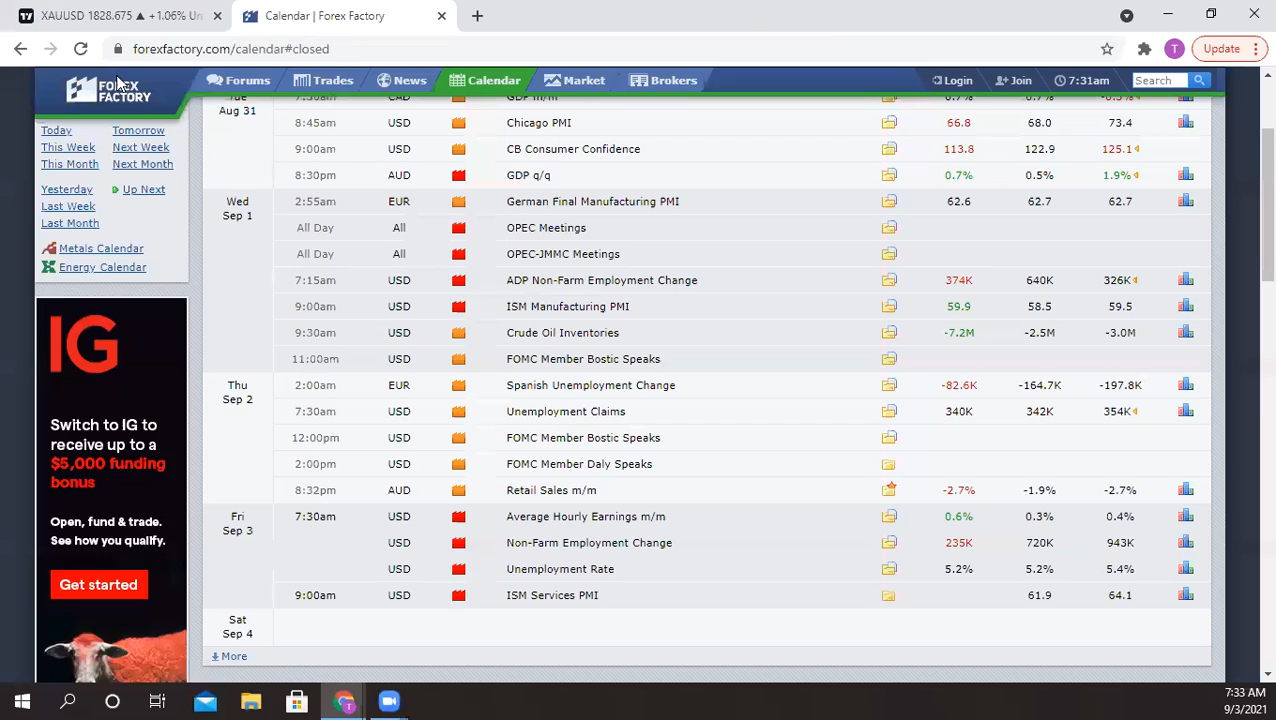 XAUUSD 1828.675 ▲ +1.06% Un
Calendar | Forex Factory
forexfactory.com/calendar#closed
T
Update
FOREX FACTORY
Forums Trades News Calendar Market Brokers Login Join 7:31am Search
Today Tomorrow
This Week Next Week
This Month Next Month
Yesterday Up Next
Last Week
Last Month
Metals Calendar
Energy Calendar
IG
Switch to IG to
receive up to a
$5,000 funding
bonus
Open, fund & trade.
See how you qualify.
Get started
Tue Aug 31 7:30am CAD GDP m/m 0.7% 0.7% -0.5%
8:45am USD Chicago PMI 66.8 68.0 73.4
9:00am USD CB Consumer Confidence 113.8 122.9 125.1
8:30pm AUD GDP q/q 0.7% 0.5% 1.9%
Wed Sep 1 2:55am EUR German Final Manufacturing PMI 62.6 62.7 62.7
All Day All OPEC Meetings
All Day All OPEC-JMMC Meetings
7:15am USD ADP Non-Farm Employment Change 374K 640K 326K
9:00am USD ISM Manufacturing PMI 59.9 58.5 59.5
9:30am USD Crude Oil Inventories -7.2M -2.5M -3.0M
11:00am USD FOMC Member Bostic Speaks
Thu Sep 2 2:00am EUR Spanish Unemployment Change -82.6K -164.7K -197.8K
7:30am USD Unemployment Claims 340K 342K 354K
12:00pm USD FOMC Member Bostic Speaks
2:00pm USD FOMC Member Daly Speaks
8:32pm AUD Retail Sales m/m -2.7% -1.9% -2.7%
Fri Sep 3 7:30am USD Average Hourly Earnings m/m 0.6% 0.3% 0.4%
USD Non-Farm Employment Change 235K 720K 943K
USD Unemployment Rate 5.2% 5.2% 5.4%
9:00am USD ISM Services PMI 61.9 64.1
Sat Sep 4
More
7:33 AM
9/3/2021